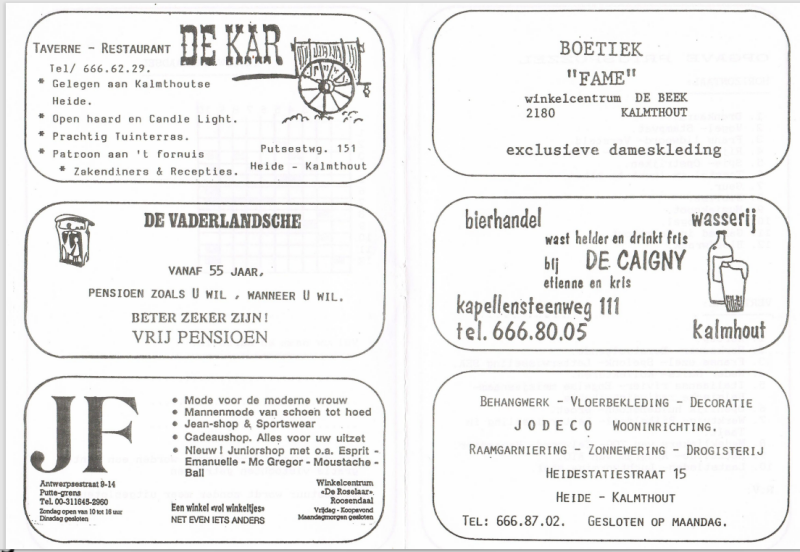 TAVERNE - RESTAURANT DE KAR
Tel/ 666.62.29.
* Gelegen aan Kalmthoutse
Heide.
* Open haard en Candle Light.
* Prachtig Tuinterras.
* Patroon aan 't fornuis
* Zakendiners & Recepties.
Putsestwg. 151
Heide - Kalmthout
DE VADERLANDSCHE
VANAF 55 JAAR,
PENSIOEN ZOALS U WIL , WANNEER U WIL.
BETER ZEKER ZIJN!
VRIJ PENSIOEN
JF
• Mode voor de moderne vrouw
• Mannenmode van schoen tot hoed
• Jean-shop & Sportswear
• Cadeaushop. Alles voor uw uitzet
• Nieuw! Juniorshop met o.a. Esprit -
Emanuelle - Mc Gregor - Moustache -
Ball
Antwerpsestraat 9-14
Putte-grens
Tel. 00-311645-2960
Zondag open van 10 tot 18 uur
Dinsdag gesloten
Een winkel «vol winkeltjes»
NET EVEN IETS ANDERS
Winkelcentrum
«De Roselaar»
Roosendaal
Vrijdag - Koopavond
Maandagmorgen gesloten
BOETIEK
"FAME"
winkelcentrum DE BEEK
2180 KALMTHOUT
exclusieve dameskleding
bierhandel wasserij
wast helder en drinkt fris
bij DE CAIGNY
etienne en kris
kapellensteenweg 111
tel. 666.80.05 kalmhout
BEHANGWERK - VLOERBEKLEDING - DECORATIE
JODECO WOONINRICHTING.
RAAMGARNIERING - ZONNEWERING - DROGISTERIJ
HEIDESTATIESTRAAT 15
HEIDE - KALMTHOUT
TEL: 666.87.02. GESLOTEN OP MAANDAG.